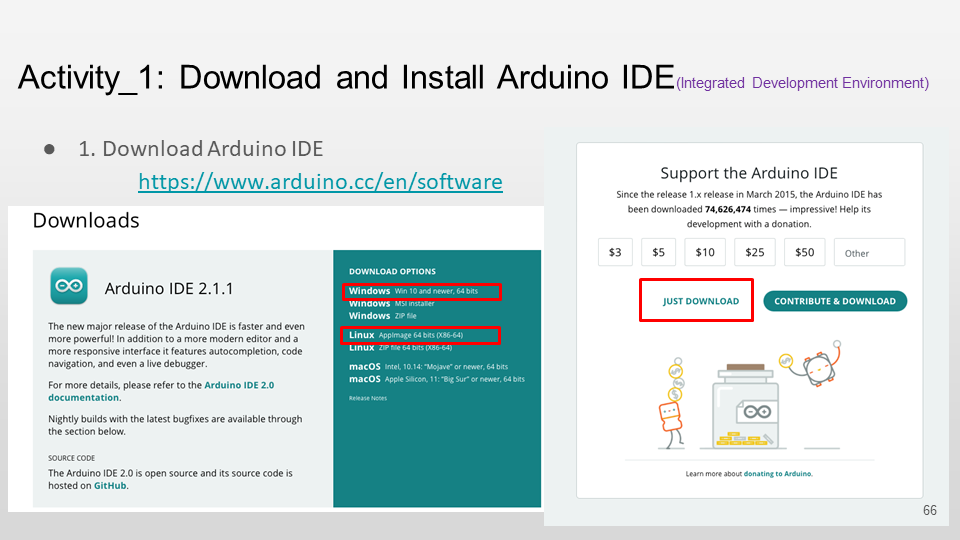 Activity_1: Download and Install Arduino IDE(Integrated Development Environment)
● 1. Download Arduino IDE
https://www.arduino.cc/en/software
Downloads
Arduino IDE 2.1.1
The new major release of the Arduino IDE is faster and even
more powerful! In addition to a more modern editor and a
more responsive interface it features autocompletion, code
navigation, and even a live debugger.
For more details, please refer to the Arduino IDE 2.0
documentation.
Nightly builds with the latest bugfixes are available through
the section below.
SOURCE CODE
The Arduino IDE 2.0 is open source and its source code is
hosted on GitHub.
DOWNLOAD OPTIONS
Windows Win 10 and newer, 64 bits
Windows MSI installer
Windows ZIP file
Linux AppImage 64 bits (X86-64)
Linux ZIP file 64 bits (X86-64)
macOS Intel, 10.14: "Mojave" or newer, 64 bits
macOS Apple Silicon, 11: "Big Sur" or newer, 64 bits
Release Notes
Support the Arduino IDE
Since the release 1.x release in March 2015, the Arduino IDE has
been downloaded 74,626,474 times — impressive! Help its
development with a donation.
$3 $5 $10 $25 $50 Other
JUST DOWNLOAD CONTRIBUTE & DOWNLOAD
Learn more about donating to Arduino.
66